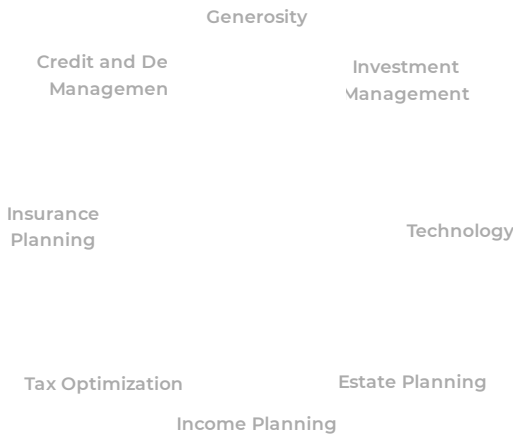 Generosity
Credit and De
Managemen
Investment
Management
Insurance
Planning
Technology
Tax Optimization
Estate Planning
Income Planning